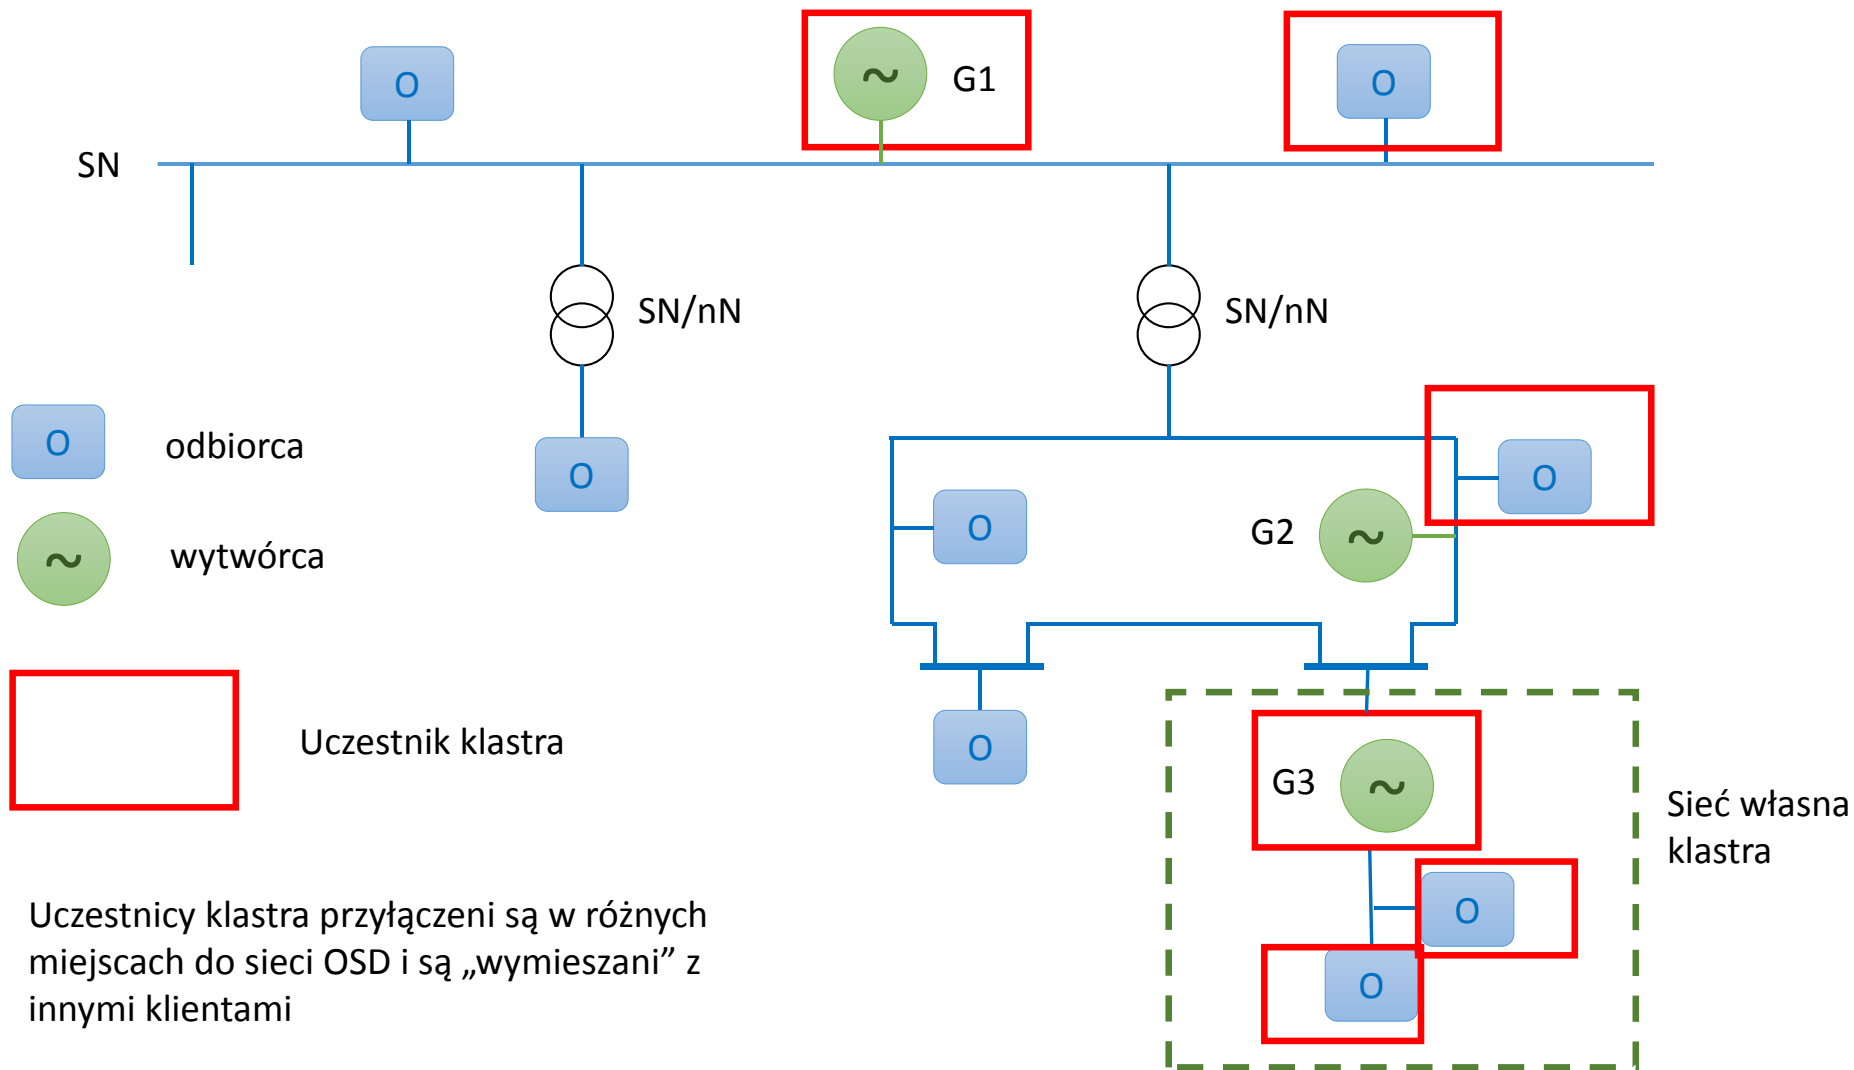 O
~
G1
O
SN
SN/nN
SN/nN
O
odbiorca
O
O
O
G2
~
~
wytwórca
Uczestnik klastra
O
G3
~
Sieć własna
klastra
O
O
Uczestnicy klastra przyłączeni są w różnych
miejscach do sieci OSD i są „wymieszani” z
innymi klientami